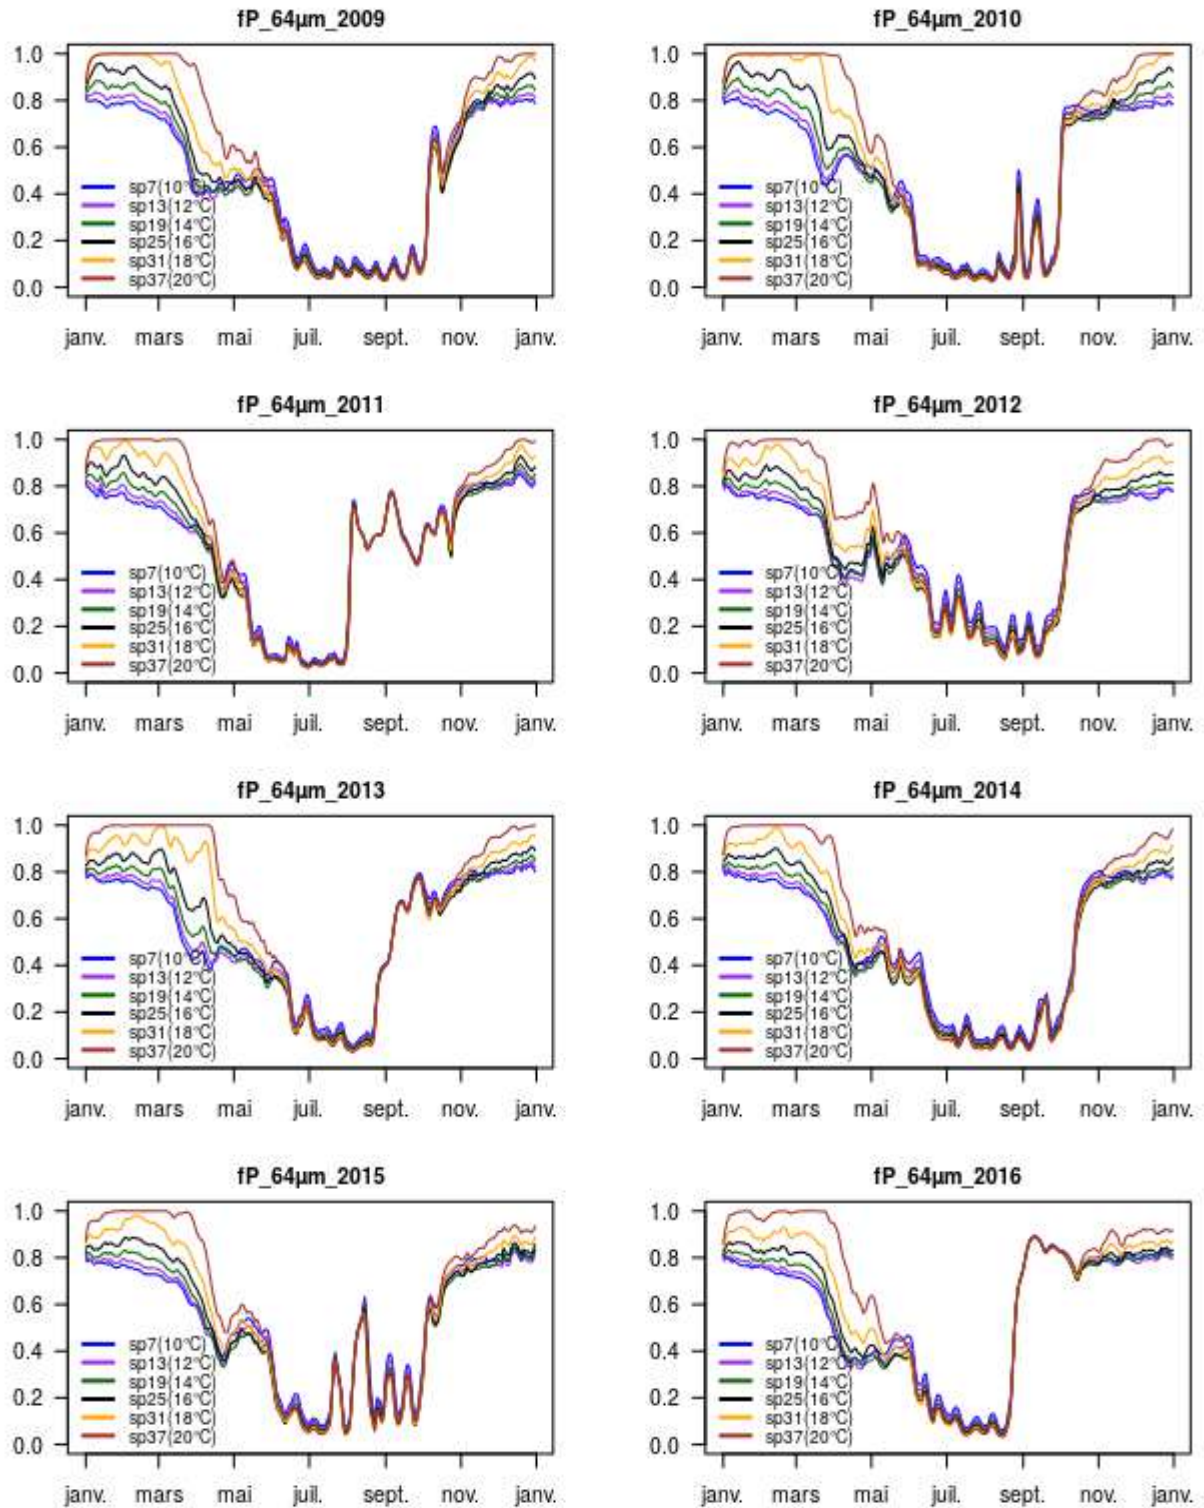 fP_64µm_2009
1.0
0.8
0.6
0.4
0.2
0.0
sp7(10°C)
sp13(12°C)
sp19(14°C)
sp25(16°C)
sp31(18°C)
sp37(20°C)
janv. mars mai juil. sept. nov. janv.
fP_64µm_2010
1.0
0.8
0.6
0.4
0.2
0.0
sp7(10°C)
sp13(12°C)
sp19(14°C)
sp25(16°C)
sp31(18°C)
sp37(20°C)
janv. mars mai juil. sept. nov. janv.
fP_64µm_2011
1.0
0.8
0.6
0.4
0.2
0.0
sp7(10°C)
sp13(12°C)
sp19(14°C)
sp25(16°C)
sp31(18°C)
sp37(20°C)
janv. mars mai juil. sept. nov. janv.
fP_64µm_2012
1.0
0.8
0.6
0.4
0.2
0.0
sp7(10°C)
sp13(12°C)
sp19(14°C)
sp25(16°C)
sp31(18°C)
sp37(20°C)
janv. mars mai juil. sept. nov. janv.
fP_64µm_2013
1.0
0.8
0.6
0.4
0.2
0.0
sp7(10°C)
sp13(12°C)
sp19(14°C)
sp25(16°C)
sp31(18°C)
sp37(20°C)
janv. mars mai juil. sept. nov. janv.
fP_64µm_2014
1.0
0.8
0.6
0.4
0.2
0.0
sp7(10°C)
sp13(12°C)
sp19(14°C)
sp25(16°C)
sp31(18°C)
sp37(20°C)
janv. mars mai juil. sept. nov. janv.
fP_64µm_2015
1.0
0.8
0.6
0.4
0.2
0.0
sp7(10°C)
sp13(12°C)
sp19(14°C)
sp25(16°C)
sp31(18°C)
sp37(20°C)
janv. mars mai juil. sept. nov. janv.
fP_64µm_2016
1.0
0.8
0.6
0.4
0.2
0.0
sp7(10°C)
sp13(12°C)
sp19(14°C)
sp25(16°C)
sp31(18°C)
sp37(20°C)
janv. mars mai juil. sept. nov. janv.